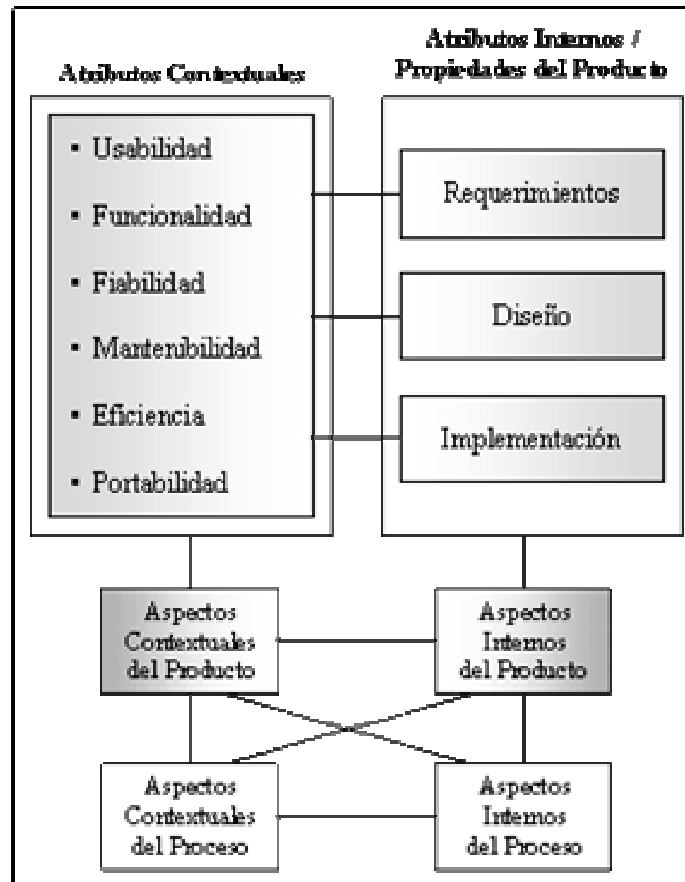 Atributos Contextuales
▪ Usabilidad
▪ Funcionalidad
▪ Fiabilidad
▪ Mantenibilidad
▪ Eficiencia
▪ Portabilidad
Atributos Internos /
Propiedades del Producto
Requerimientos
Diseño
Implementación
Aspectos
Contextuales
del Producto
Aspectos
Internos
del Producto
Aspectos
Contextuales
del Proceso
Aspectos
Internos
del Proceso